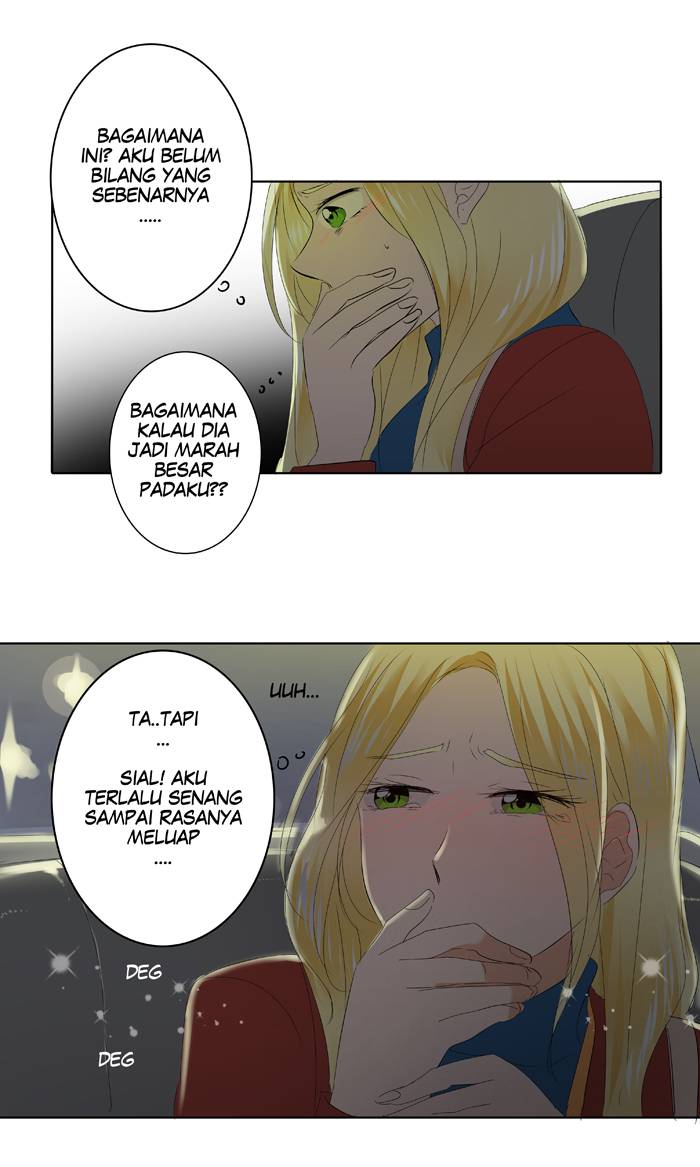 BAGAIMANA
INI? AKU BELUM
BILANG YANG
SEBENARNYA
.....
BAGAIMANA
KALAU DIA
JADI MARAH
BESAR
PADAKU??
UUH...
TA..TAPI
...
SIAL! AKU
TERLALU SENANG
SAMPAI RASANYA
MELUAP
....
DEG
DEG